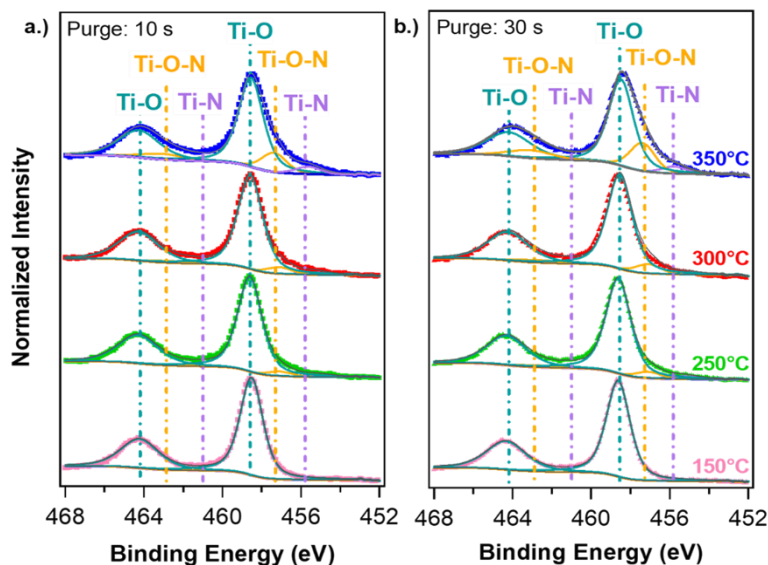 a.)
Purge: 10 s
Ti-O
Ti-O-N
Ti-O-N
Ti-O
Ti-N
Ti-N
Normalized Intensity
468
464
460
456
452
Binding Energy (eV)
b.)
Purge: 30 s
Ti-O
Ti-O-N
Ti-O-N
Ti-O
Ti-N
Ti-N
350°C
300°C
250°C
150°C
468
464
460
456
452
Binding Energy (eV)